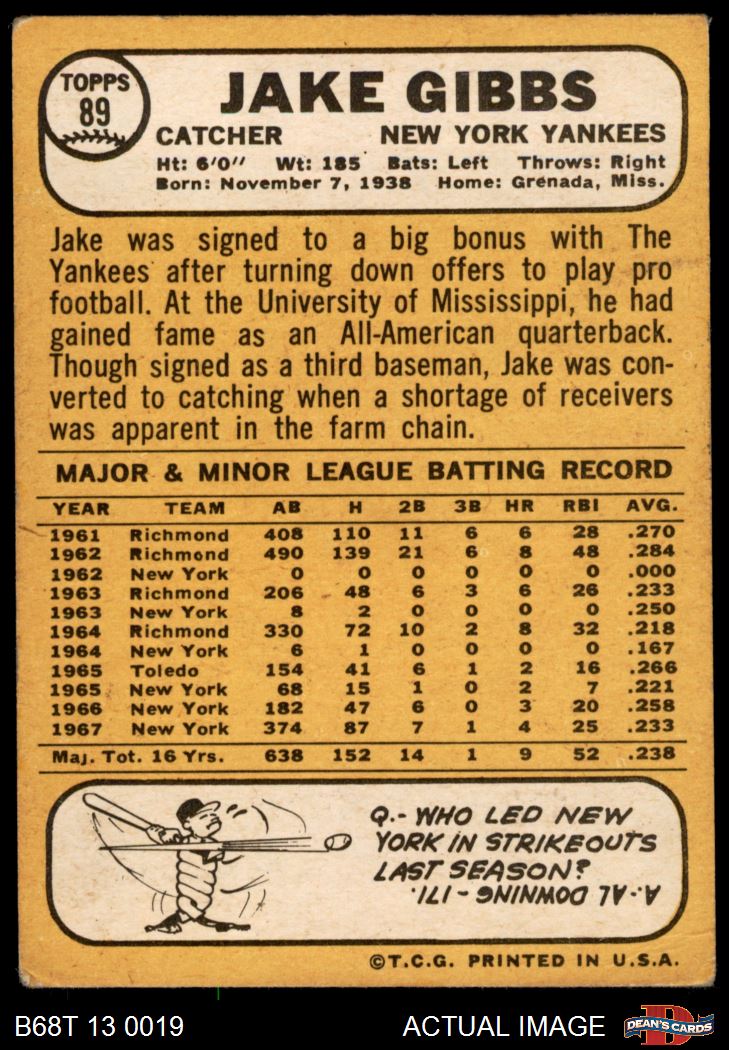 TOPPS
89
JAKE GIBBS
CATCHER NEW YORK YANKEES
Ht: 6'0" Wt: 185 Bats: Left Throws: Right
Born: November 7, 1938 Home: Grenada, Miss.
Jake was signed to a big bonus with The
Yankees after turning down offers to play pro
football. At the University of Mississippi, he had
gained fame as an All-American quarterback.
Though signed as a third baseman, Jake was con-
verted to catching when a shortage of receivers
was apparent in the farm chain.
MAJOR & MINOR LEAGUE BATTING RECORD
YEAR TEAM AB H 2B 3B HR RBI AVG.
1961 Richmond 408 110 11 6 6 28 .270
1962 Richmond 490 139 21 6 8 48 .284
1962 New York 0 0 0 0 0 0 .000
1963 Richmond 206 48 6 3 6 26 .233
1963 New York 8 2 0 0 0 0 .250
1964 Richmond 330 72 10 2 8 32 .218
1964 New York 6 1 0 0 0 0 .167
1965 Toledo 154 41 6 1 2 16 .266
1965 New York 68 15 1 0 2 7 .221
1966 New York 182 47 6 0 3 20 .258
1967 New York 374 87 7 1 4 25 .233
Maj. Tot. 16 Yrs. 638 152 14 1 9 52 .238
Q.- WHO LED NEW
YORK IN STRIKEOUTS
LAST SEASON?
A.- AL DOWNING - 171.
©T.C.G. PRINTED IN U.S.A.
B68T 13 0019 ACTUAL IMAGE
D
DEAN'S CARDS